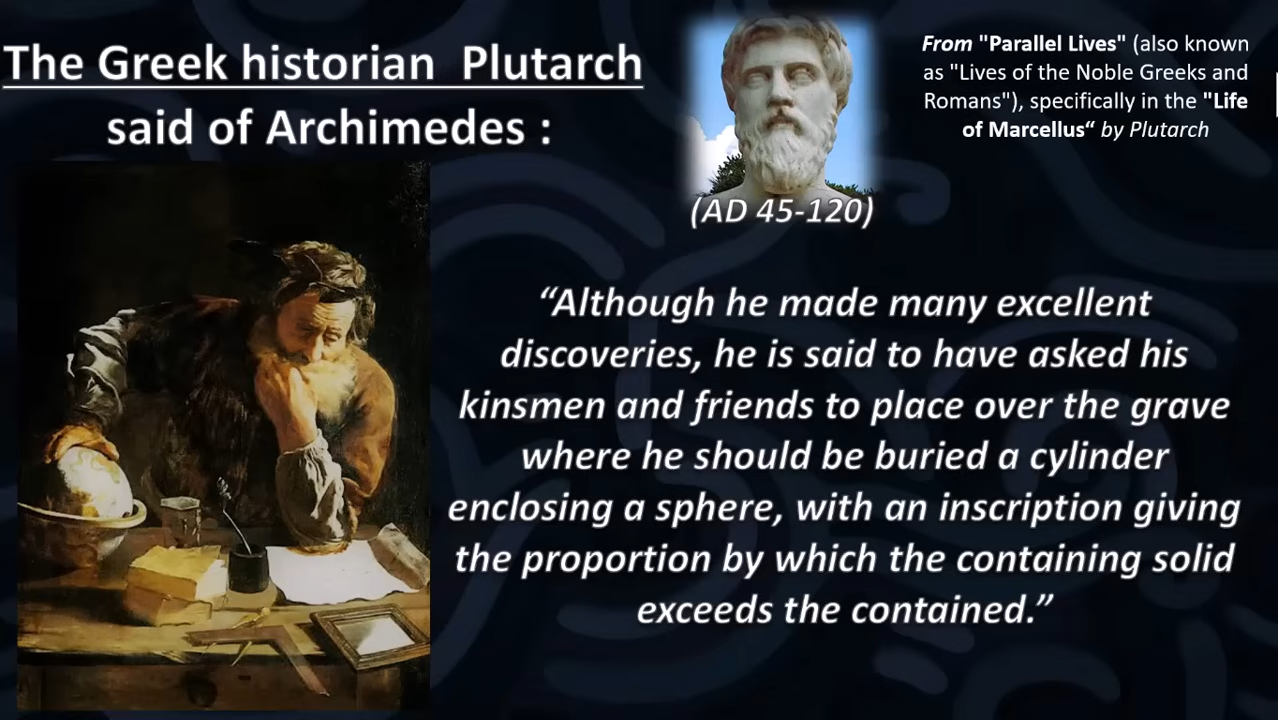 The Greek historian Plutarch
said of Archimedes :
(AD 45-120)
From "Parallel Lives" (also known
as "Lives of the Noble Greeks and
Romans"), specifically in the "Life
of Marcellus“ by Plutarch
“Although he made many excellent
discoveries, he is said to have asked his
kinsmen and friends to place over the grave
where he should be buried a cylinder
enclosing a sphere, with an inscription giving
the proportion by which the containing solid
exceeds the contained.”